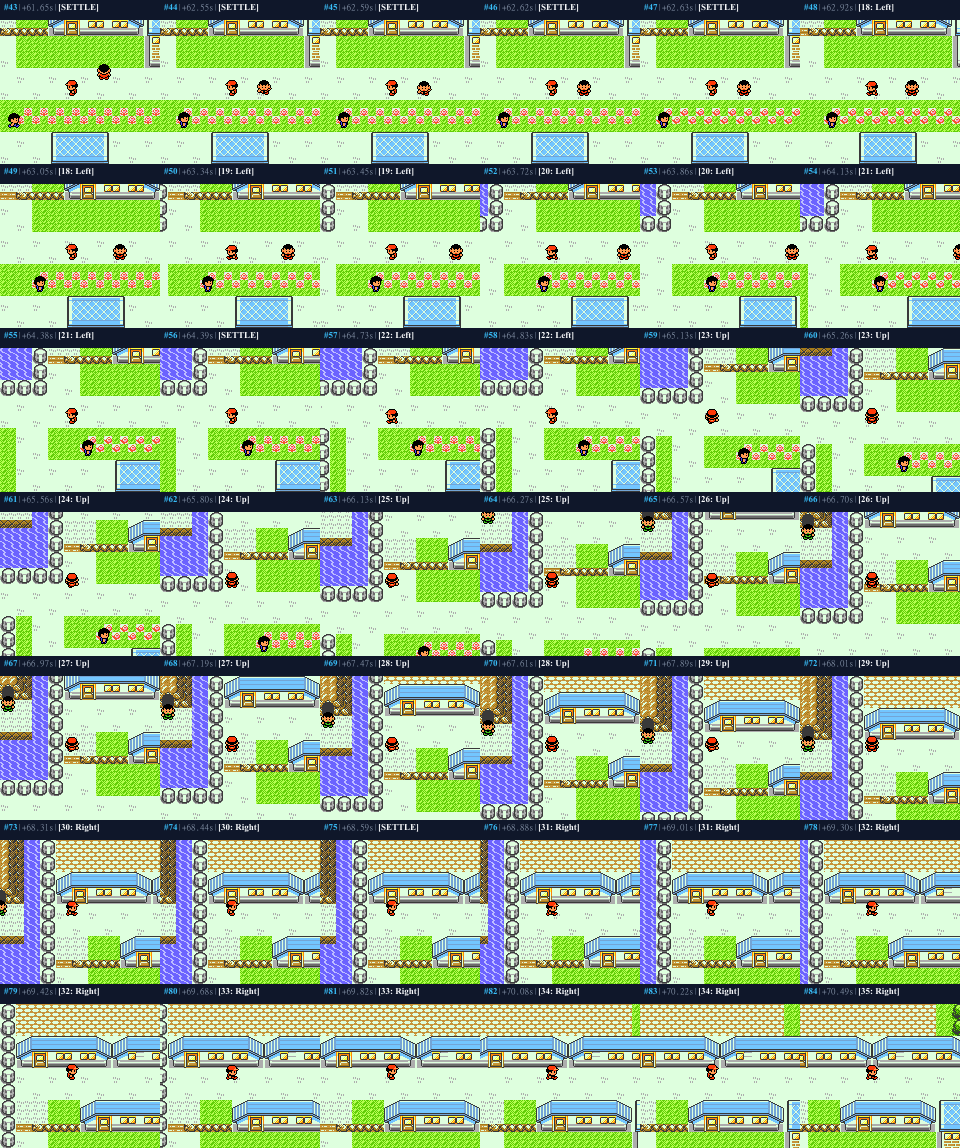 #43|+61.65s|[SETTLE] #44|+62.55s|[SETTLE] #45|+62.59s|[SETTLE] #46|+62.62s|[SETTLE] #47|+62.63s|[SETTLE] #48|+62.92s|[18: Left]
#49|+63.05s|[18: Left] #50|+63.34s|[19: Left] #51|+63.45s|[19: Left] #52|+63.72s|[20: Left] #53|+63.86s|[20: Left] #54|+64.13s|[21: Left]
#55|+64.38s|[21: Left] #56|+64.39s|[SETTLE] #57|+64.73s|[22: Left] #58|+64.83s|[22: Left] #59|+65.13s|[23: Up] #60|+65.26s|[23: Up]
#61|+65.56s|[24: Up] #62|+65.80s|[24: Up] #63|+66.13s|[25: Up] #64|+66.27s|[25: Up] #65|+66.57s|[26: Up] #66|+66.70s|[26: Up]
#67|+66.97s|[27: Up] #68|+67.19s|[27: Up] #69|+67.47s|[28: Up] #70|+67.61s|[28: Up] #71|+67.89s|[29: Up] #72|+68.01s|[29: Up]
#73|+68.31s|[30: Right] #74|+68.44s|[30: Right] #75|+68.59s|[SETTLE] #76|+68.88s|[31: Right] #77|+69.01s|[31: Right] #78|+69.30s|[32: Right]
#79|+69.42s|[32: Right] #80|+69.68s|[33: Right] #81|+69.82s|[33: Right] #82|+70.08s|[34: Right] #83|+70.22s|[34: Right] #84|+70.49s|[35: Right]